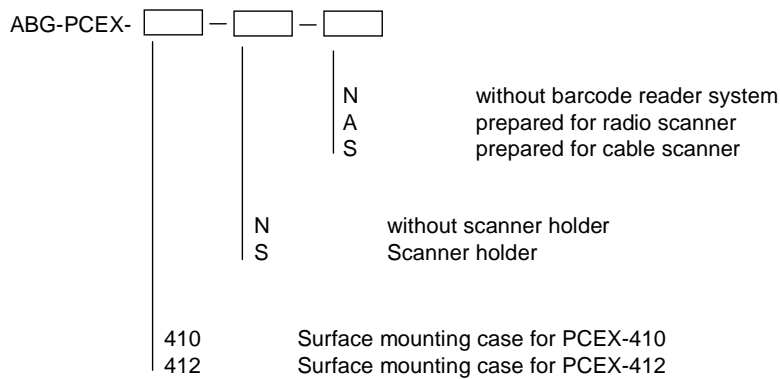 ABG-PCEX- — —
N without barcode reader system
A prepared for radio scanner
S prepared for cable scanner
N without scanner holder
S Scanner holder
410 Surface mounting case for PCEX-410
412 Surface mounting case for PCEX-412